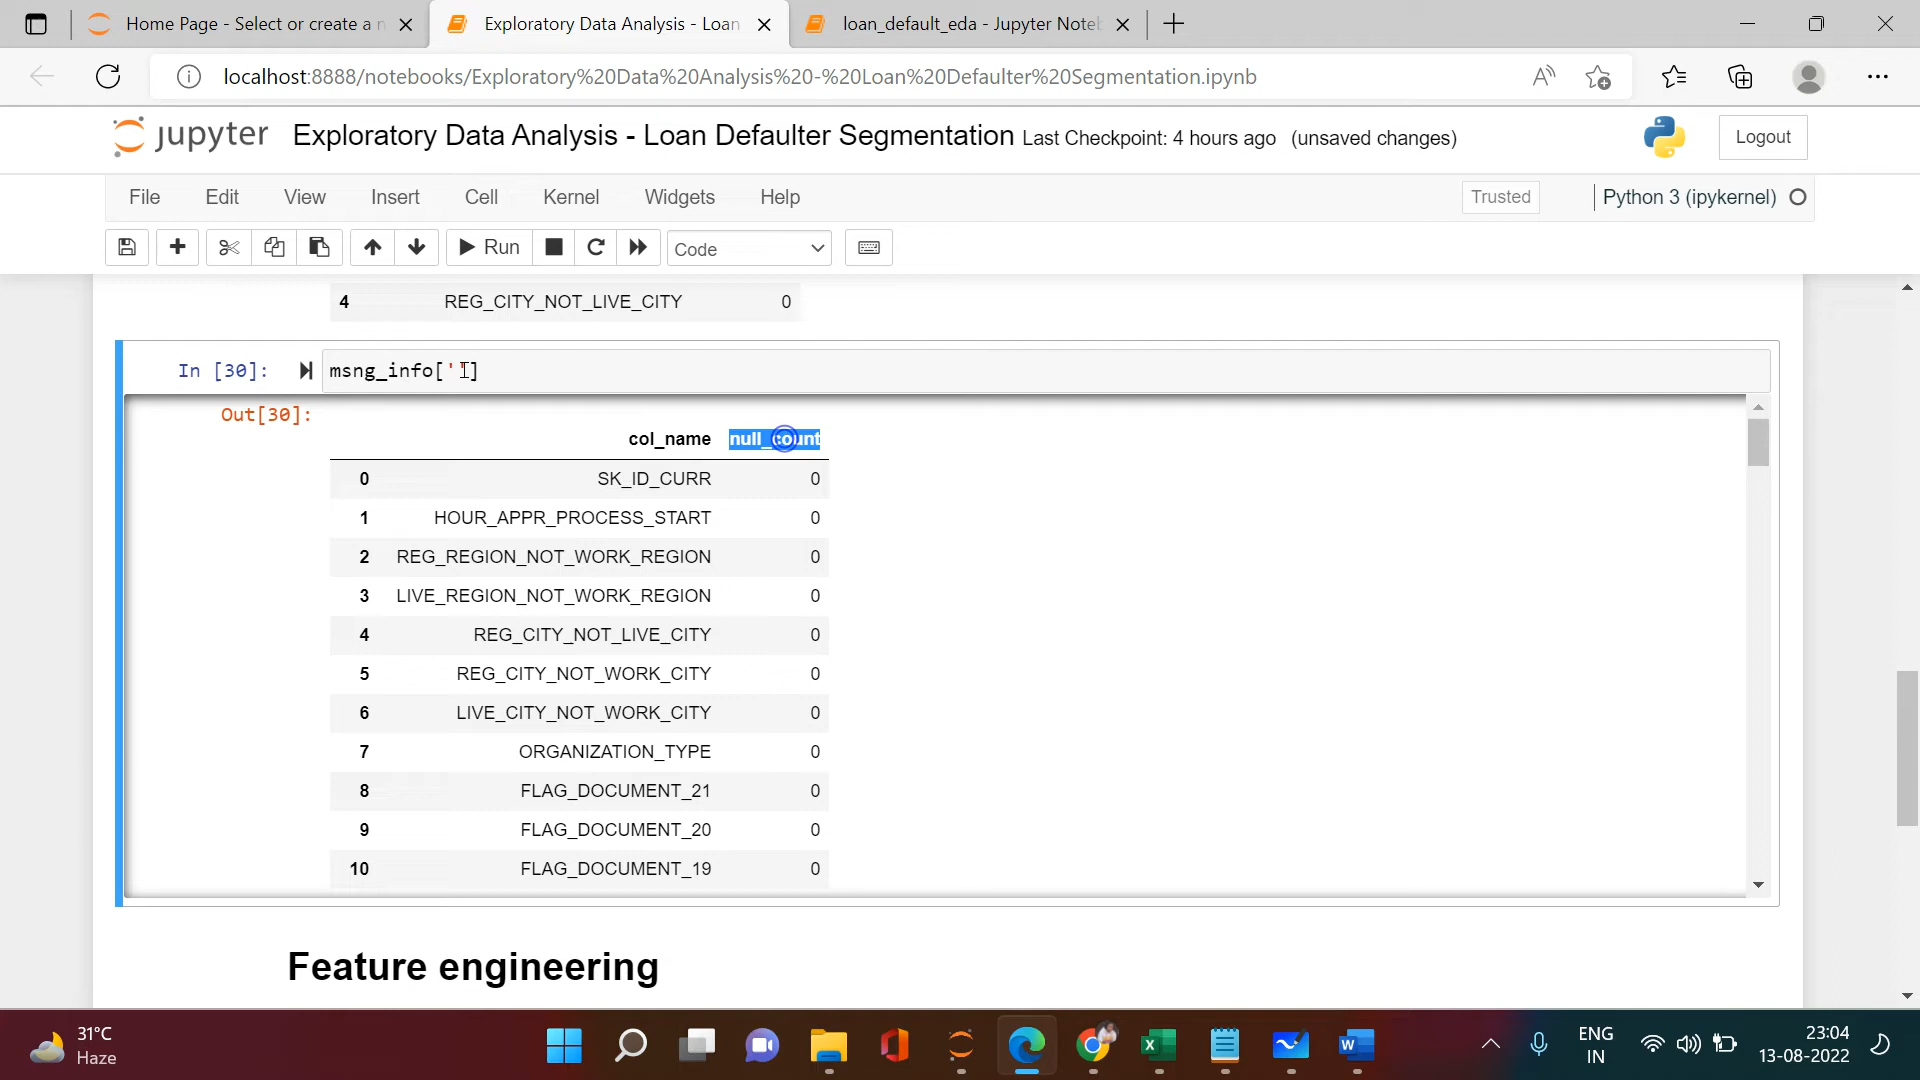 Home Page - Select or create a n
Exploratory Data Analysis - Loan
loan_default_eda - Jupyter Noteb
localhost:8888/notebooks/Exploratory%20Data%20Analysis%20-%20Loan%20Defaulter%20Segmentation.ipynb
jupyter Exploratory Data Analysis - Loan Defaulter Segmentation Last Checkpoint: 4 hours ago (unsaved changes) Logout
File Edit View Insert Cell Kernel Widgets Help Trusted Python 3 (ipykernel)
Run Code
4 REG_CITY_NOT_LIVE_CITY 0
In [30]: msng_info['']
Out[30]:
col_name null_count
0 SK_ID_CURR 0
1 HOUR_APPR_PROCESS_START 0
2 REG_REGION_NOT_WORK_REGION 0
3 LIVE_REGION_NOT_WORK_REGION 0
4 REG_CITY_NOT_LIVE_CITY 0
5 REG_CITY_NOT_WORK_CITY 0
6 LIVE_CITY_NOT_WORK_CITY 0
7 ORGANIZATION_TYPE 0
8 FLAG_DOCUMENT_21 0
9 FLAG_DOCUMENT_20 0
10 FLAG_DOCUMENT_19 0
Feature engineering
31°C
Haze
ENG
IN
23:04
13-08-2022